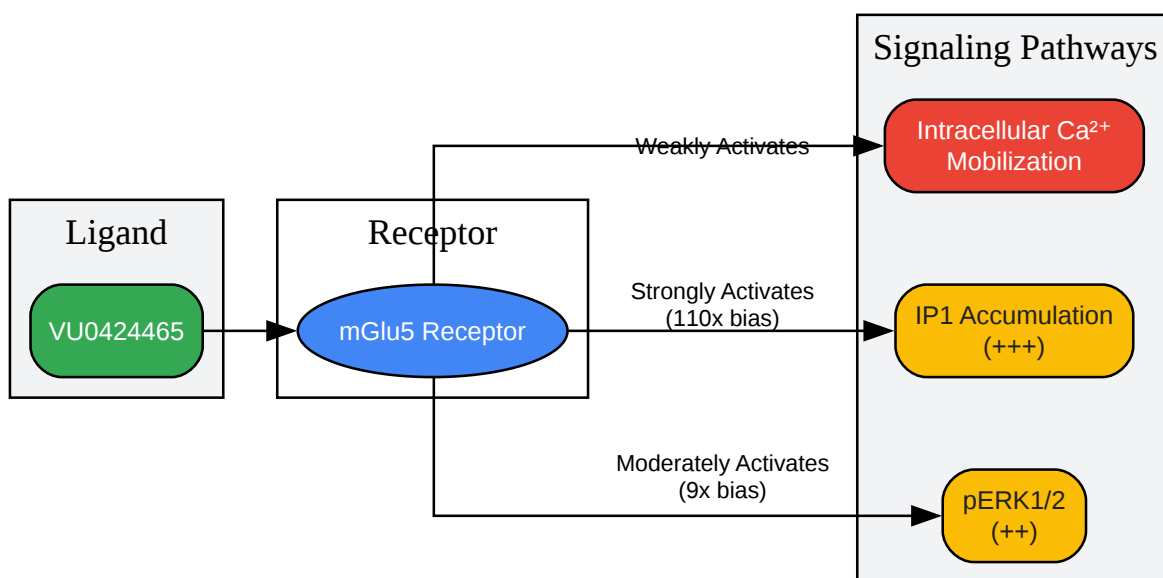 Signaling Pathways
Intracellular Ca²⁺
Mobilization
Weakly Activates
Ligand
Receptor
VU0424465
mGlu5 Receptor
Strongly Activates
(110x bias)
IP1 Accumulation
(+++)
Moderately Activates
(9x bias)
pERK1/2
(++)